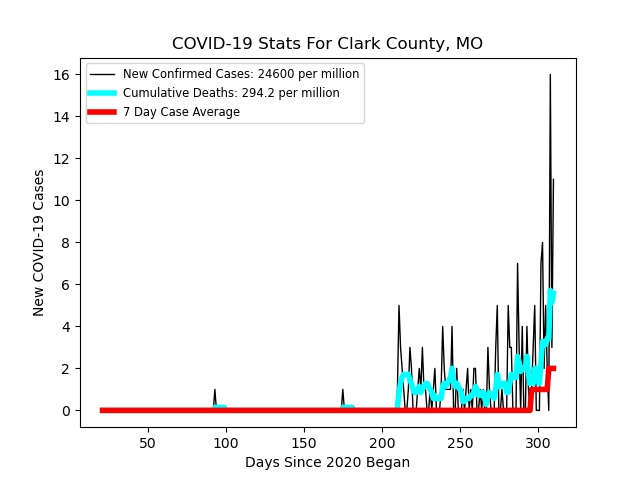 COVID-19 Stats For Clark County, MO
New Confirmed Cases: 24600 per million
Cumulative Deaths: 294.2 per million
7 Day Case Average
New COVID-19 Cases
16
14
12
10
8
6
4
2
0
50 100 150 200 250 300
Days Since 2020 Began